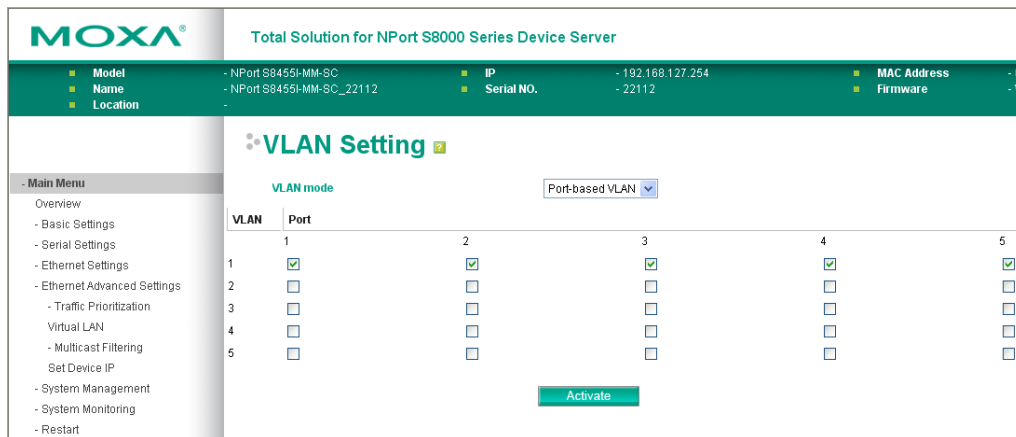 MOXA®
Total Solution for NPort S8000 Series Device Server
Model - NPort S8455I-MM-SC IP - 192.168.127.254 MAC Address -
Name - NPort S8455I-MM-SC_22112 Serial NO. - 22112 Firmware -
Location -
VLAN Setting ?
- Main Menu
Overview
- Basic Settings
- Serial Settings
- Ethernet Settings
- Ethernet Advanced Settings
- Traffic Prioritization
Virtual LAN
- Multicast Filtering
Set Device IP
- System Management
- System Monitoring
- Restart
VLAN mode Port-based VLAN
VLAN Port
1 2 3 4 5
1
2
3
4
5
Activate